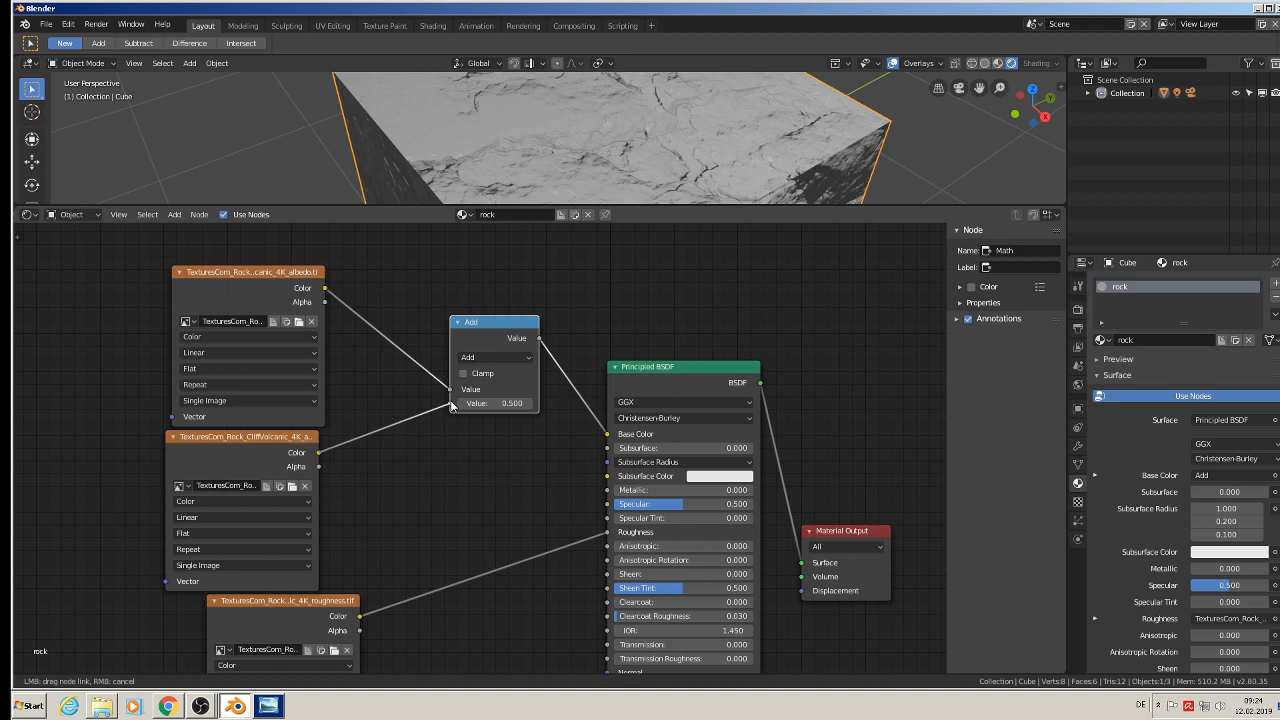 Blender
File Edit Render Window Help Layout Modeling Sculpting UV Editing Texture Paint Shading Animation Rendering Compositing Scripting + Scene View Layer
New Add Subtract Difference Intersect
Object Mode View Select Add Object Global Overlays Shading
User Perspective
(1) Collection | Cube
Z
Y
X
Scene Collection
Collection
Object View Select Add Node Use Nodes rock
Node
Name: Math
Label:
Color
Properties
Annotations
TexturesCom_Rock..canic_4K_albedo.ti
Color
Alpha
TexturesCom_Ro..
Color
Linear
Flat
Repeat
Single Image
Vector
TexturesCom_Rock_CliffVolcanic_4K_a..
Color
Alpha
TexturesCom_Ro..
Color
Linear
Flat
Repeat
Single Image
Vector
TexturesCom_Rock..ic_4K_roughness.tif
Color
Alpha
TexturesCom_Ro..
Color
Add
Value
Add
Clamp
Value
Value: 0.500
Principled BSDF
BSDF
GGX
Christensen-Burley
Base Color
Subsurface: 0.000
Subsurface Radius
Subsurface Color
Metallic: 0.000
Specular: 0.500
Specular Tint: 0.000
Roughness
Anisotropic: 0.000
Anisotropic Rotation: 0.000
Sheen: 0.000
Sheen Tint: 0.500
Clearcoat: 0.000
Clearcoat Roughness: 0.030
IOR: 1.450
Transmission: 0.000
Transmission Roughness: 0.000
Normal
Material Output
All
Surface
Volume
Displacement
Cube rock
rock
rock
Preview
Surface
Use Nodes
Surface Principled BSDF
GGX
Christensen-Burley
Base Color Add
Subsurface 0.000
Subsurface Radius 1.000
0.200
0.100
Subsurface Color
Metallic 0.000
Specular 0.500
Specular Tint 0.000
Roughness TexturesCom_Rock_..
Anisotropic 0.000
Anisotropic Rotation 0.000
Sheen 0.000
rock
LMB: drag node link, RMB: cancel Collection | Cube | Verts:8 | Faces:6 | Tris:12 | Objects:1/3 | Mem: 510.2 MB | v2.80.35
Start DE 09:24
12.02.2019